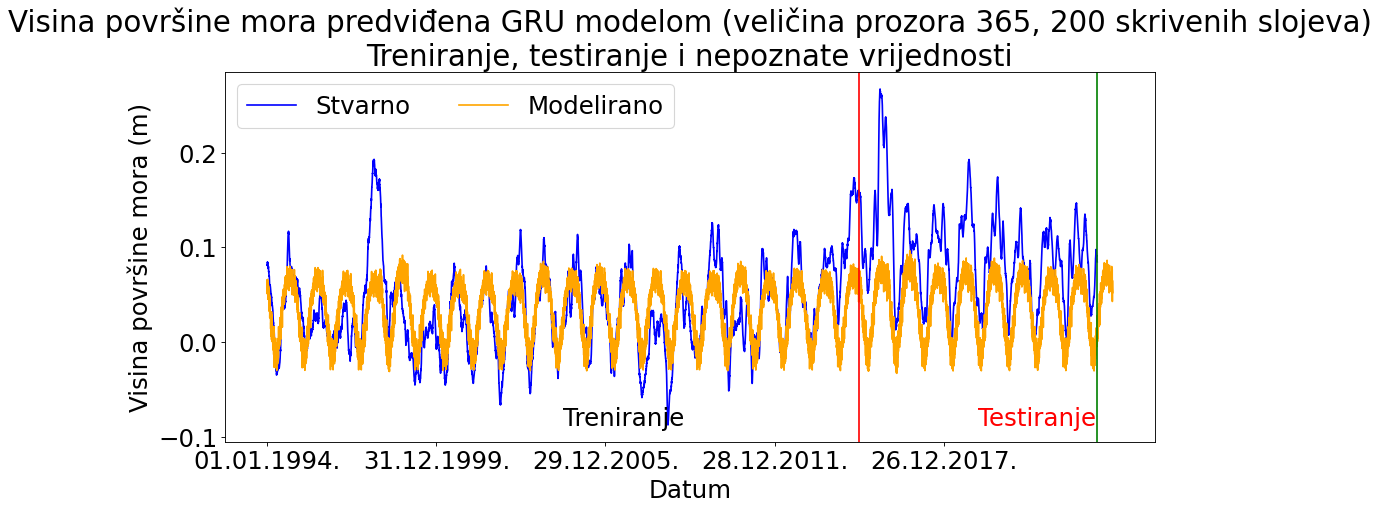 Visina površine mora predviđena GRU modelom (veličina prozora 365, 200 skrivenih slojeva)
Treniranje, testiranje i nepoznate vrijednosti
Stvarno Modelirano
Visina površine mora (m)
0.2
0.1
0.0
−0.1
Treniranje Testiranje
01.01.1994. 31.12.1999. 29.12.2005. 28.12.2011. 26.12.2017.
Datum